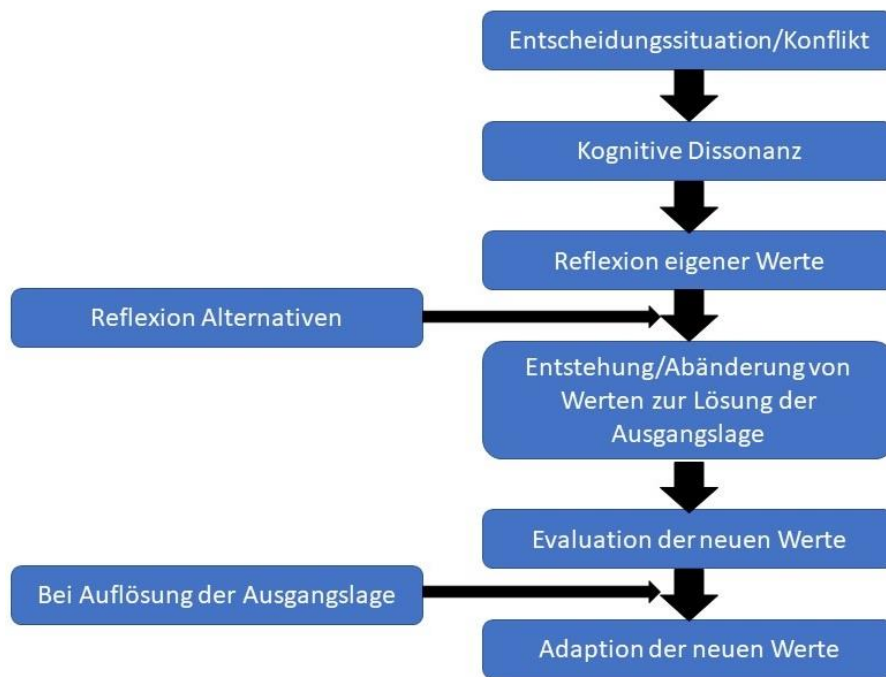 Entscheidungssituation/Konflikt
Kognitive Dissonanz
Reflexion eigener Werte
Reflexion Alternativen
Entstehung/Abänderung von
Werten zur Lösung der
Ausgangslage
Evaluation der neuen Werte
Bei Auflösung der Ausgangslage
Adaption der neuen Werte